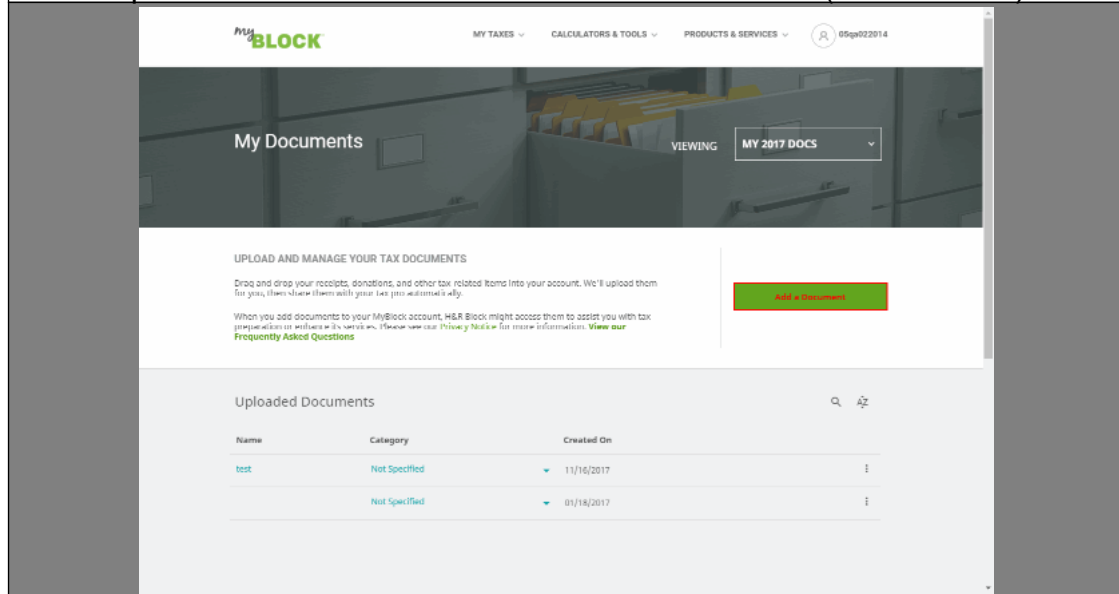 my
BLOCK
MY TAXES
CALCULATORS & TOOLS
PRODUCTS & SERVICES
05qa022014
My Documents
VIEWING
MY 2017 DOCS
UPLOAD AND MANAGE YOUR TAX DOCUMENTS
Drag and drop your receipts, donations, and other tax related items into your account. We'll upload them
for you, then share them with your tax pro automatically.
Add a Document
When you add documents to your MyBlock account, H&R Block might access them to assist you with tax
preparation or enhance its services. Please see our Privacy Notice for more information. View our
Frequently Asked Questions
Uploaded Documents
AZ
Name Category Created On
test Not Specified 11/16/2017
Not Specified 01/18/2017